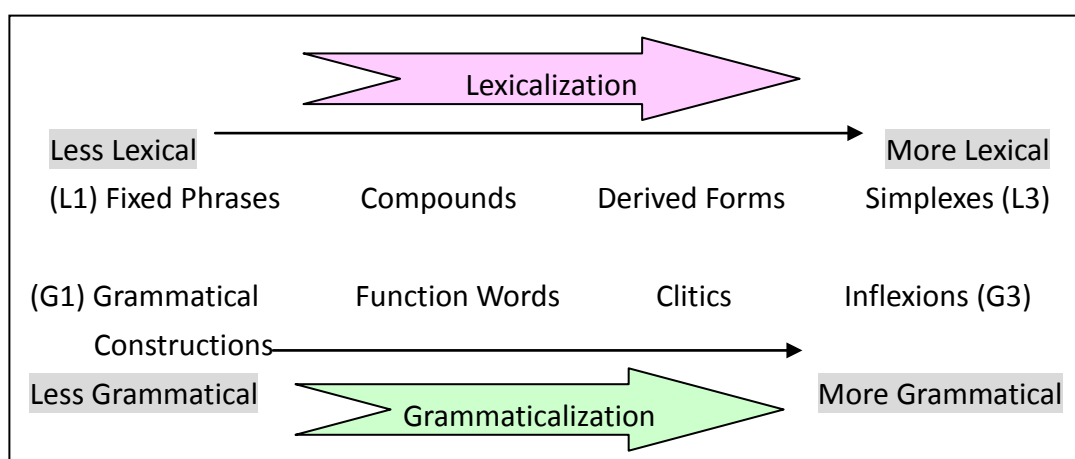 Lexicalization
Less Lexical More Lexical
(L1) Fixed Phrases Compounds Derived Forms Simplexes (L3)
(G1) Grammatical Function Words Clitics Inflexions (G3)
Constructions
Less Grammatical More Grammatical
Grammaticalization